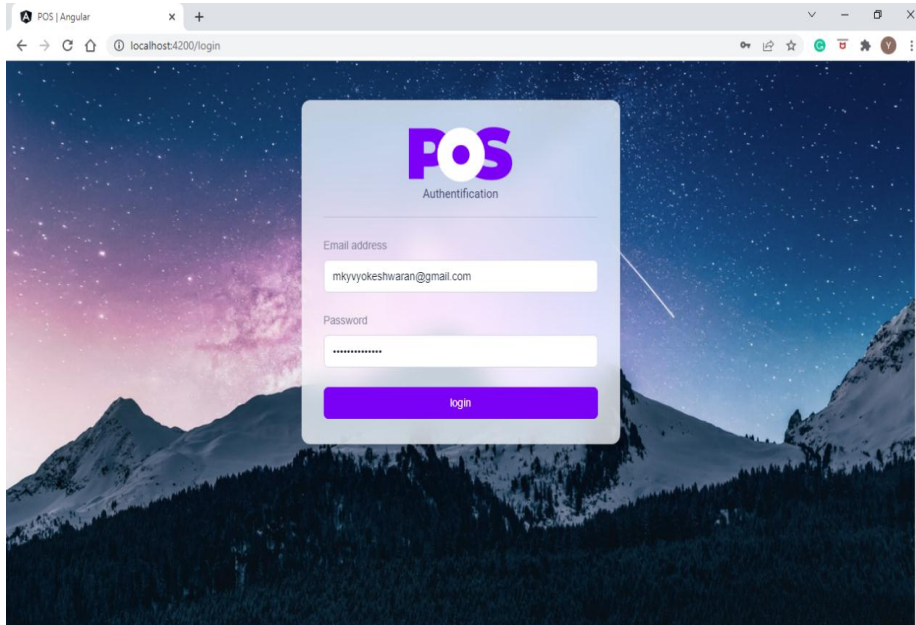 POS | Angular
localhost:4200/login
Y
POS
Authentification
Email address
mkyvyokeshwaran@gmail.com
Password
••••••••••••••
login